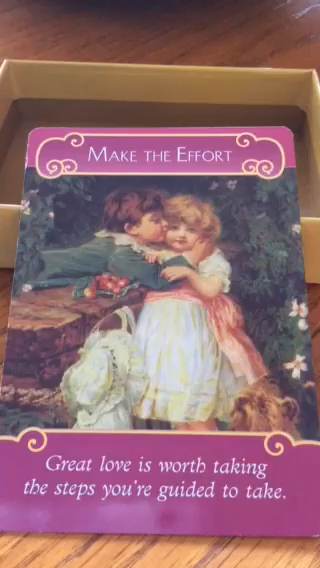 MAKE THE EFFORT
Great love is worth taking
the steps you're guided to take.